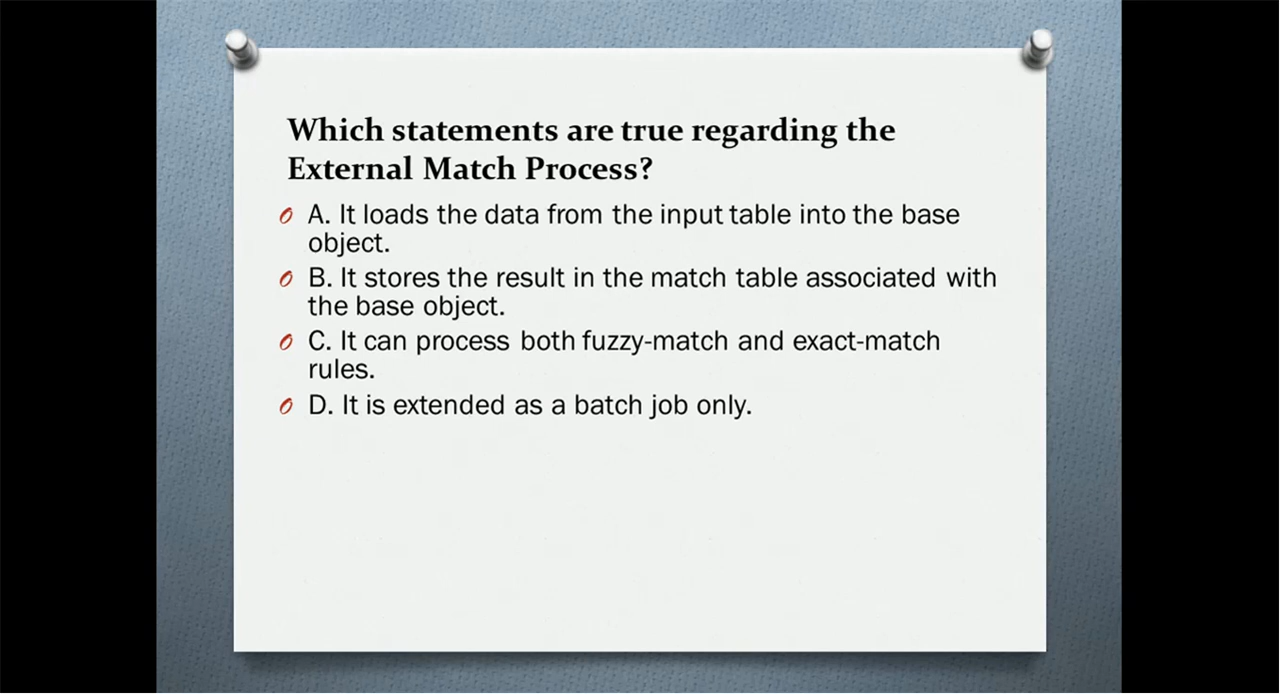 Which statements are true regarding the
External Match Process?
A. It loads the data from the input table into the base
object.
B. It stores the result in the match table associated with
the base object.
C. It can process both fuzzy-match and exact-match
rules.
D. It is extended as a batch job only.